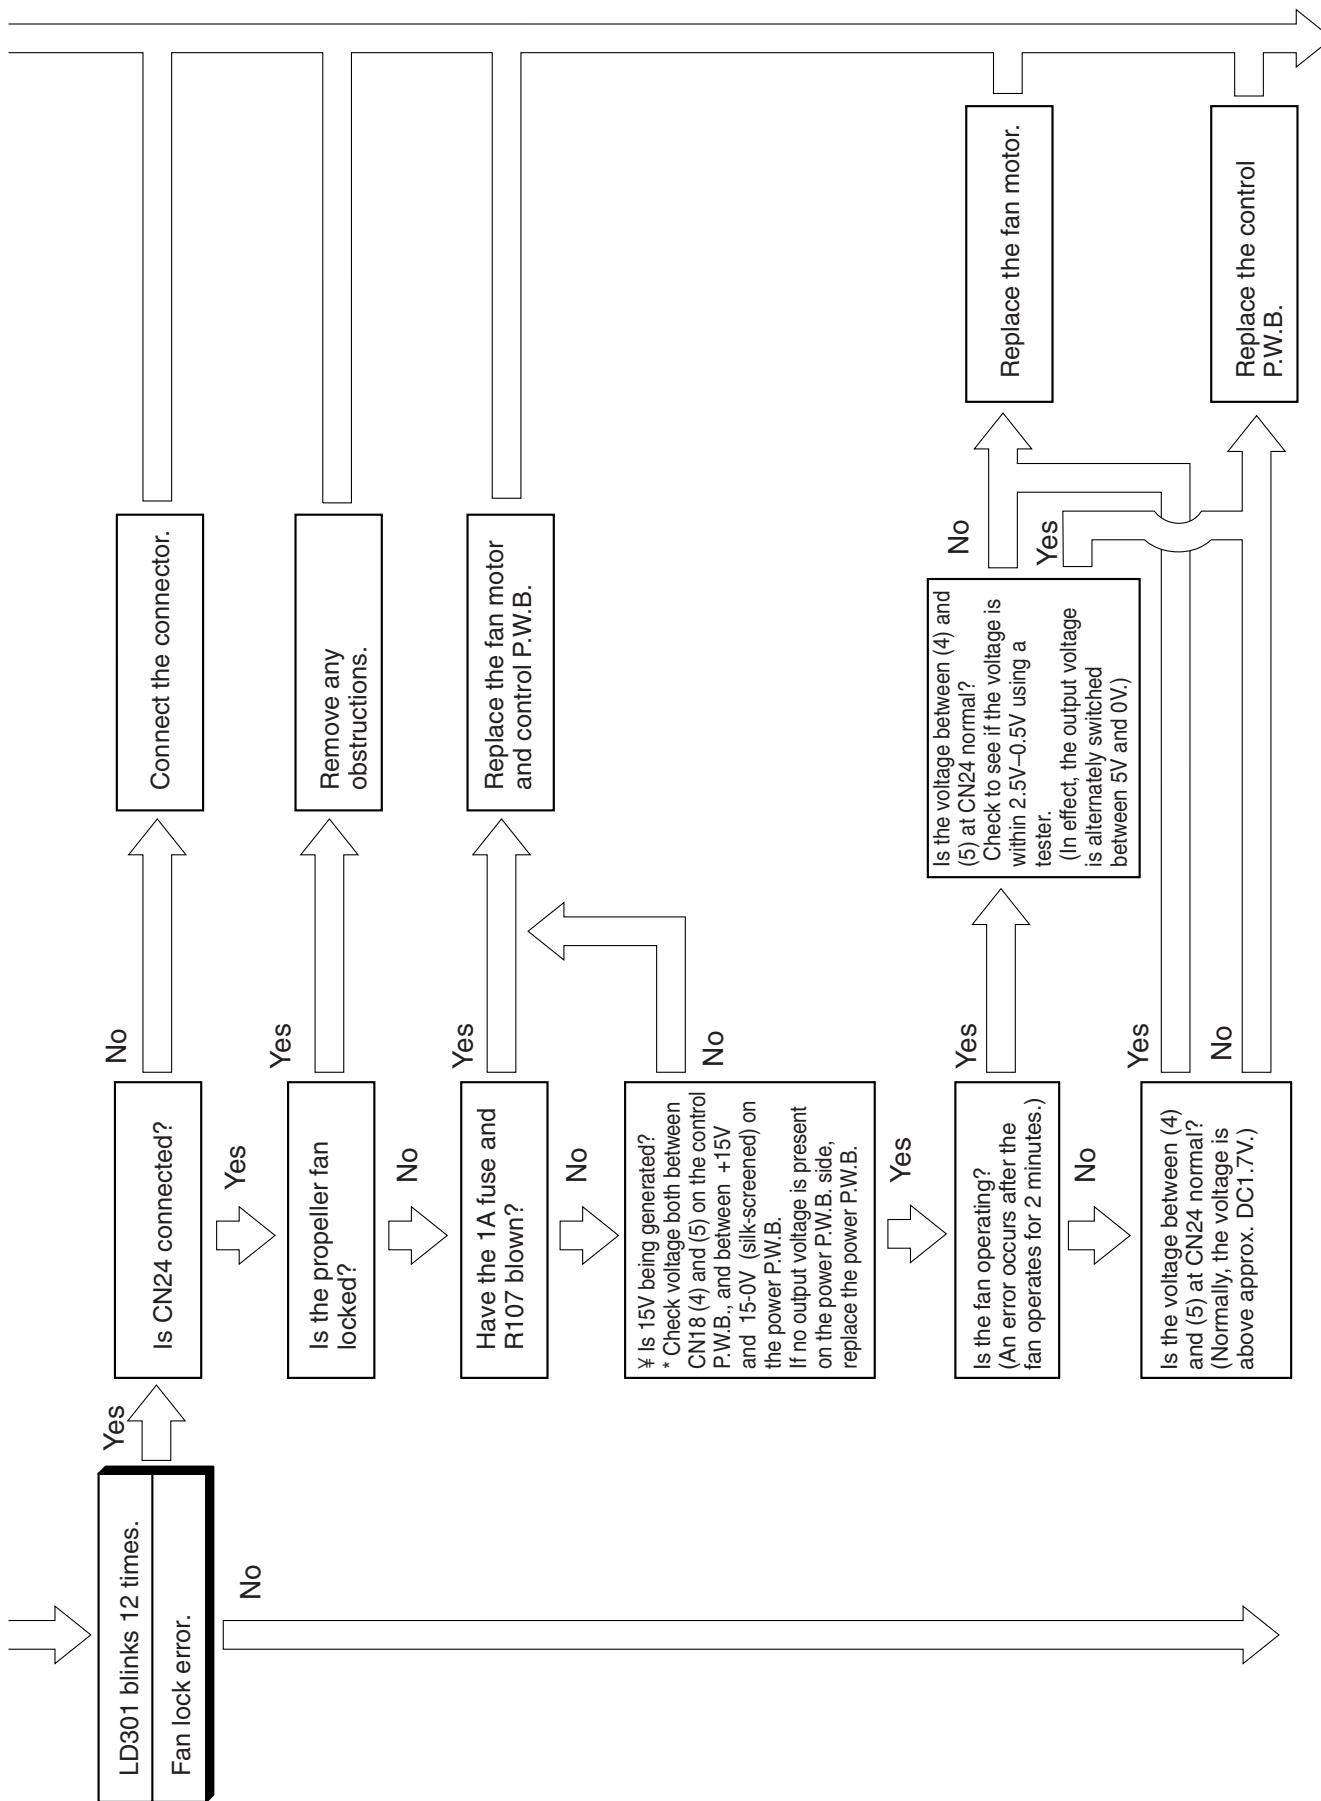 LD301 blinks 12 times.
Fan lock error.
Yes
No
Is CN24 connected?
No
Connect the connector.
Yes
Is the propeller fan
locked?
Yes
Remove any
obstructions.
No
Have the 1A fuse and
R107 blown?
Yes
Replace the fan motor
and control P.W.B.
No
¥ Is 15V being generated?
* Check voltage both between
CN18 (4) and (5) on the control
P.W.B., and between +15V
and 15-0V (silk-screened) on
the power P.W.B.
If no output voltage is present
on the power P.W.B. side,
replace the power P.W.B.
No
Yes
Is the fan operating?
(An error occurs after the
fan operates for 2 minutes.)
Yes
Is the voltage between (4) and
(5) at CN24 normal?
Check to see if the voltage is
within 2.5V–0.5V using a
tester.
(In effect, the output voltage
is alternately switched
between 5V and 0V.)
No
Yes
Replace the fan motor.
No
Is the voltage between (4)
and (5) at CN24 normal?
(Normally, the voltage is
above approx. DC1.7V.)
Yes
No
Replace the control
P.W.B.